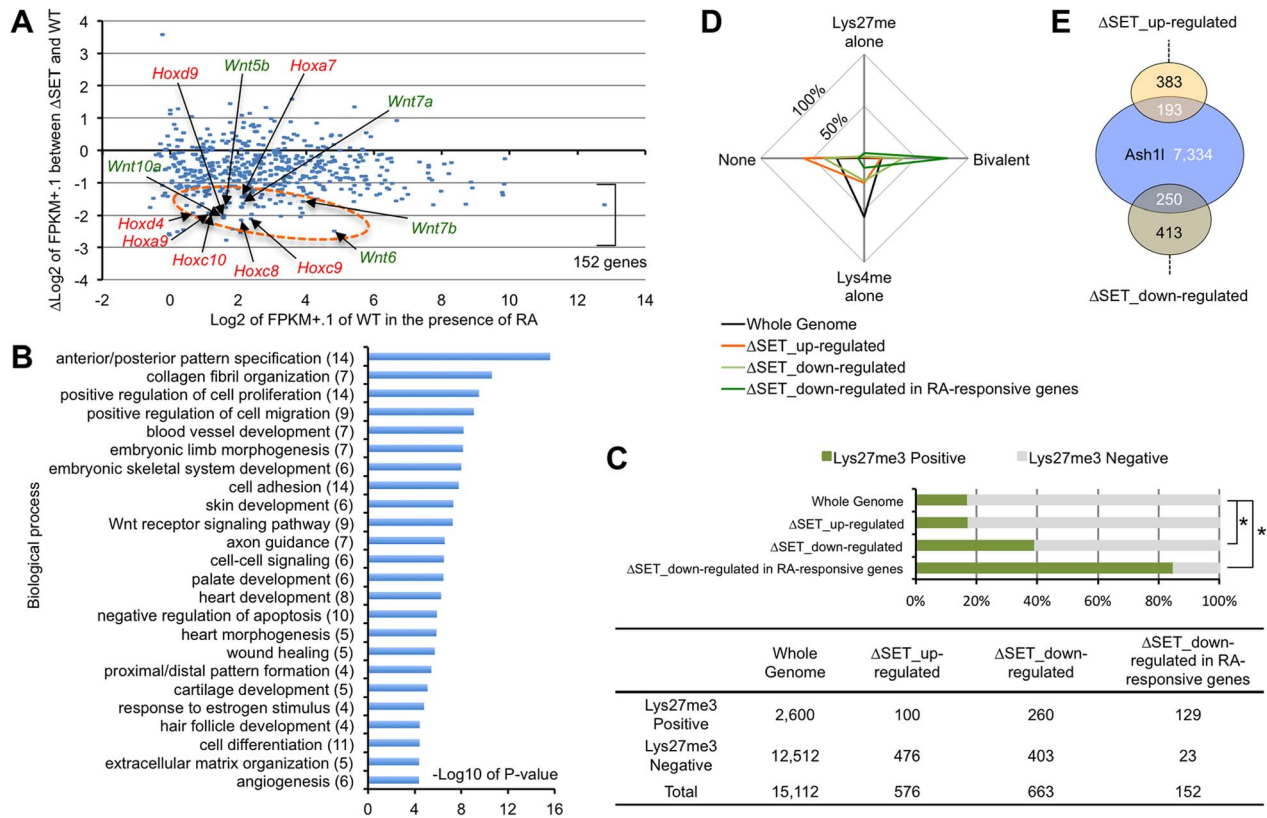 A
ΔLog2 of FPKM+.1 between ΔSET and WT
4
3
2
1
0
-1
-2
-3
-4
Hoxd9
Wnt5b
Hoxa7
Wnt7a
Wnt10a
Hoxd4
Hoxa9
Hoxc10
Hoxc8
Hoxc9
Wnt6
Wnt7b
152 genes
-2 0 2 4 6 8 10 12 14
Log2 of FPKM+.1 of WT in the presence of RA
B
Biological process
anterior/posterior pattern specification (14)
collagen fibril organization (7)
positive regulation of cell proliferation (14)
positive regulation of cell migration (9)
blood vessel development (7)
embryonic limb morphogenesis (7)
embryonic skeletal system development (6)
cell adhesion (14)
skin development (6)
Wnt receptor signaling pathway (9)
axon guidance (7)
cell-cell signaling (6)
palate development (6)
heart development (8)
negative regulation of apoptosis (10)
heart morphogenesis (5)
wound healing (5)
proximal/distal pattern formation (4)
cartilage development (5)
response to estrogen stimulus (4)
hair follicle development (4)
cell differentiation (11)
extracellular matrix organization (5)
angiogenesis (6)
-Log10 of P-value
0 4 8 12 16
D
Lys27me
alone
100%
50%
None
Bivalent
Lys4me
alone
Whole Genome
ΔSET_up-regulated
ΔSET_down-regulated
ΔSET_down-regulated in RA-responsive genes
E
ΔSET_up-regulated
383
193
Ash1l 7,334
250
413
ΔSET_down-regulated
C
Lys27me3 Positive Lys27me3 Negative
Whole Genome
ΔSET_up-regulated
ΔSET_down-regulated
ΔSET_down-regulated in RA-responsive genes
* *
0% 20% 40% 60% 80% 100%
Whole
Genome
ΔSET_up-
regulated
ΔSET_down-
regulated
ΔSET_down-
regulated in RA-
responsive genes
Lys27me3
Positive
2,600 100 260 129
Lys27me3
Negative
12,512 476 403 23
Total 15,112 576 663 152